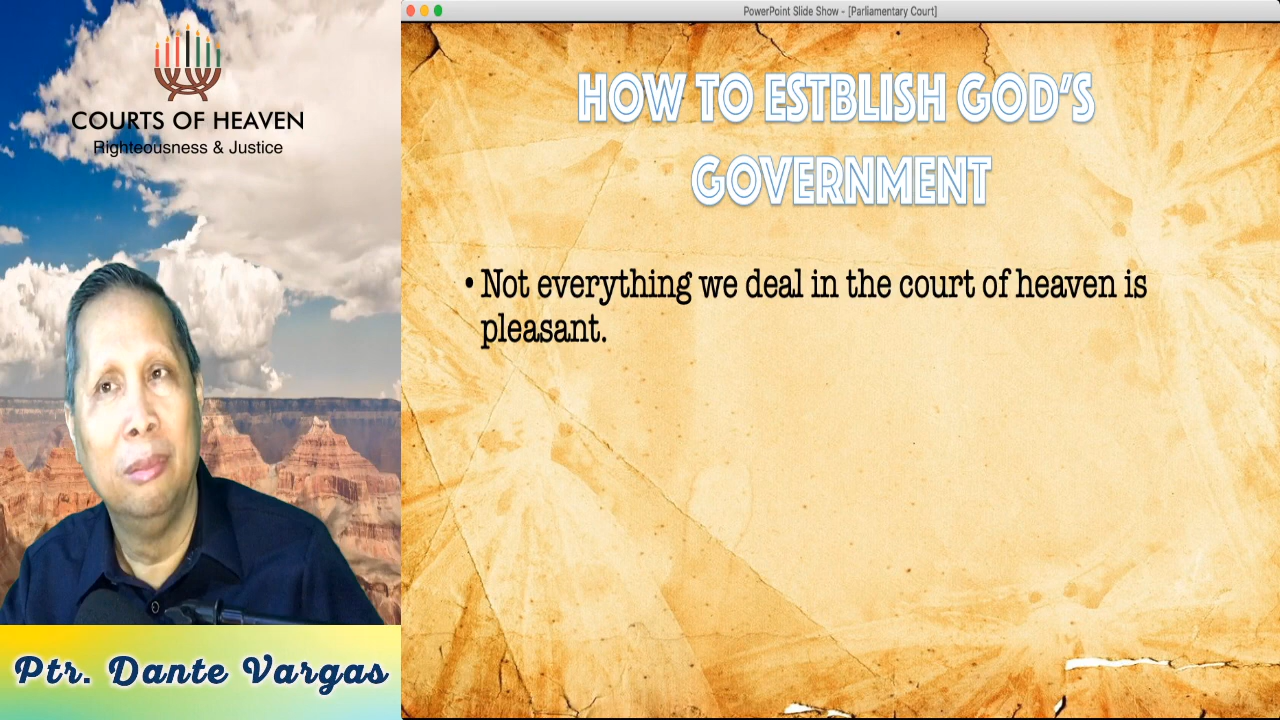 COURTS OF HEAVEN
Righteousness & Justice
Ptr. Dante Vargas
PowerPoint Slide Show - [Parliamentary Court]
HOW TO ESTBLISH GOD'S
GOVERNMENT
• Not everything we deal in the court of heaven is
pleasant.